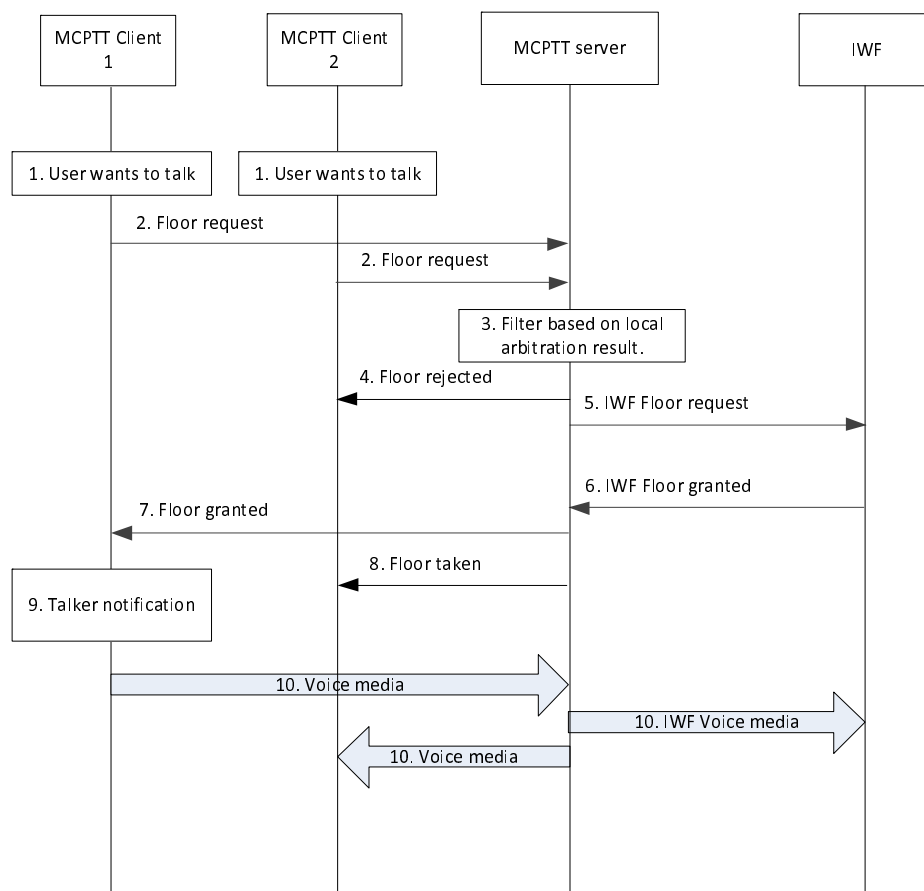 MCPTT Client
1
MCPTT Client
2
MCPTT server
IWF
1. User wants to talk
1. User wants to talk
2. Floor request
2. Floor request
3. Filter based on local
arbitration result.
4. Floor rejected
5. IWF Floor request
6. IWF Floor granted
7. Floor granted
8. Floor taken
9. Talker notification
10. Voice media
10. IWF Voice media
10. Voice media